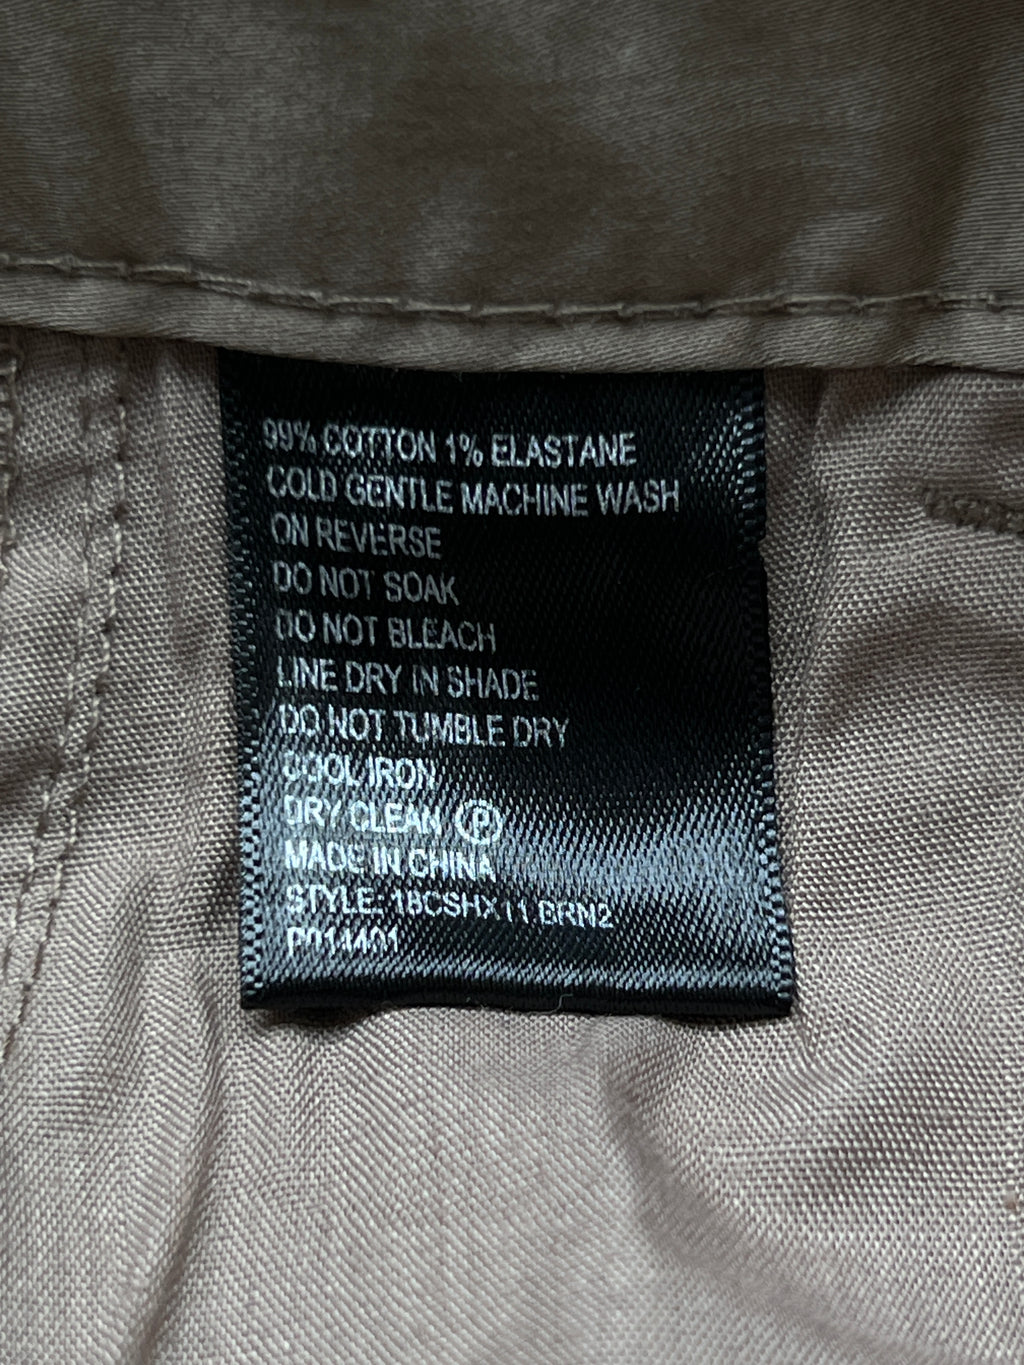 99% COTTON 1% ELASTANE
COLD GENTLE MACHINE WASH
ON REVERSE
DO NOT SOAK
DO NOT BLEACH
LINE DRY IN SHADE
DO NOT TUMBLE DRY
COOL IRON
DRY CLEAN Ⓟ
MADE IN CHINA
STYLE: 18CSHX11 BRN2
P014401